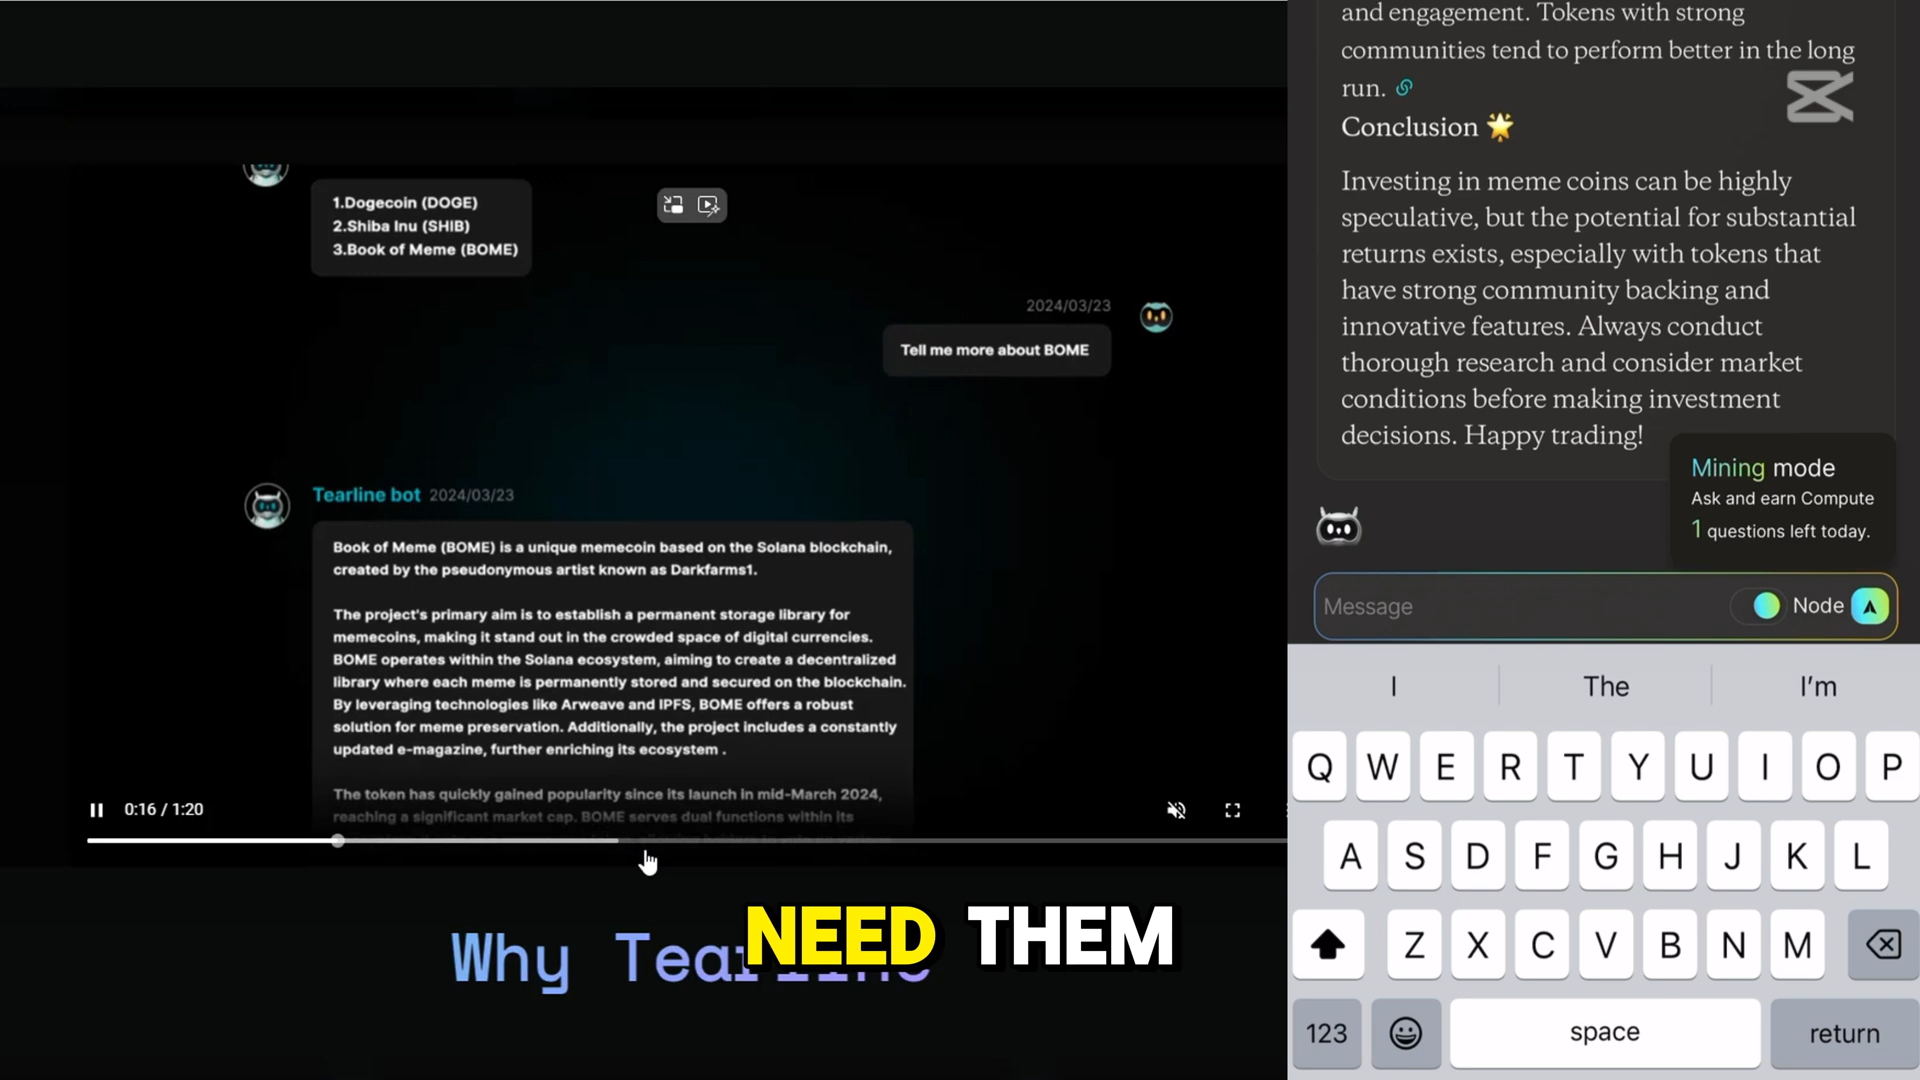 1.Dogecoin (DOGE)
2.Shiba Inu (SHIB)
3.Book of Meme (BOME)
2024/03/23
Tell me more about BOME
Tearline bot 2024/03/23
Book of Meme (BOME) is a unique memecoin based on the Solana blockchain,
created by the pseudonymous artist known as Darkfarms1.
The project's primary aim is to establish a permanent storage library for
memecoins, making it stand out in the crowded space of digital currencies.
BOME operates within the Solana ecosystem, aiming to create a decentralized
library where each meme is permanently stored and secured on the blockchain.
By leveraging technologies like Arweave and IPFS, BOME offers a robust
solution for meme preservation. Additionally, the project includes a constantly
updated e-magazine, further enriching its ecosystem .
The token has quickly gained popularity since its launch in mid-March 2024,
reaching a significant market cap. BOME serves dual functions within its
0:16 / 1:20
Why Tearline
NEED THEM
and engagement. Tokens with strong
communities tend to perform better in the long
run.
Conclusion
Investing in meme coins can be highly
speculative, but the potential for substantial
returns exists, especially with tokens that
have strong community backing and
innovative features. Always conduct
thorough research and consider market
conditions before making investment
decisions. Happy trading!
Mining mode
Ask and earn Compute
1 questions left today.
Message
Node
I The I'm
Q W E R T Y U I O P
A S D F G H J K L
Z X C V B N M
123 space return